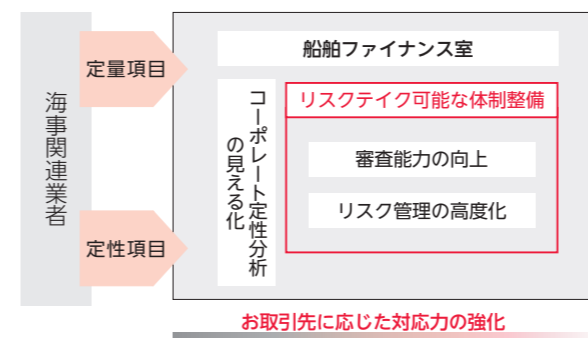 海事関連業者
定量項目
定性項目
船舶ファイナンス室
コーポレート定性分析
の見える化
リスクテイク可能な体制整備
審査能力の向上
リスク管理の高度化
お取引先に応じた対応力の強化